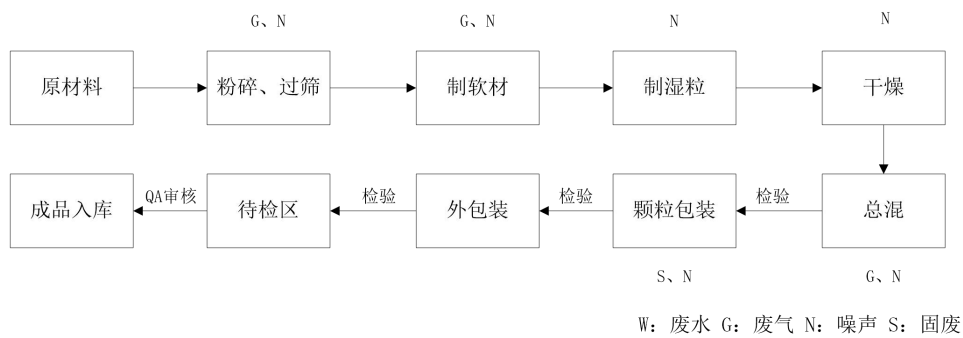 G、N
G、N
N
N
原材料
粉碎、过筛
制软材
制湿粒
干燥
成品入库
QA审核
待检区
检验
外包装
检验
颗粒包装
检验
总混
S、N
G、N
W：废水 G：废气 N：噪声 S：固废